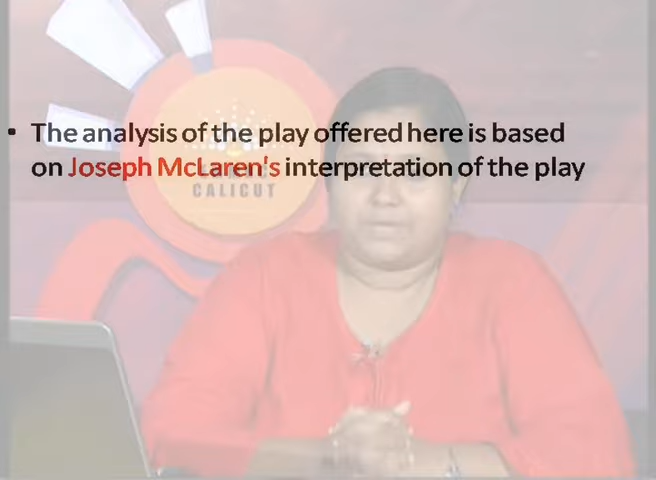 • The analysis of the play offered here is based
on Joseph McLaren's interpretation of the play
CALICUT